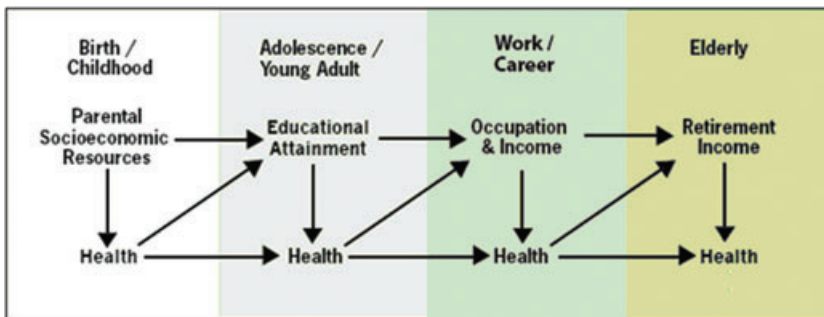 Birth /
Childhood
Adolescence /
Young Adult
Work /
Career
Elderly
Parental
Socioeconomic
Resources
Educational
Attainment
Occupation
& Income
Retirement
Income
Health
Health
Health
Health